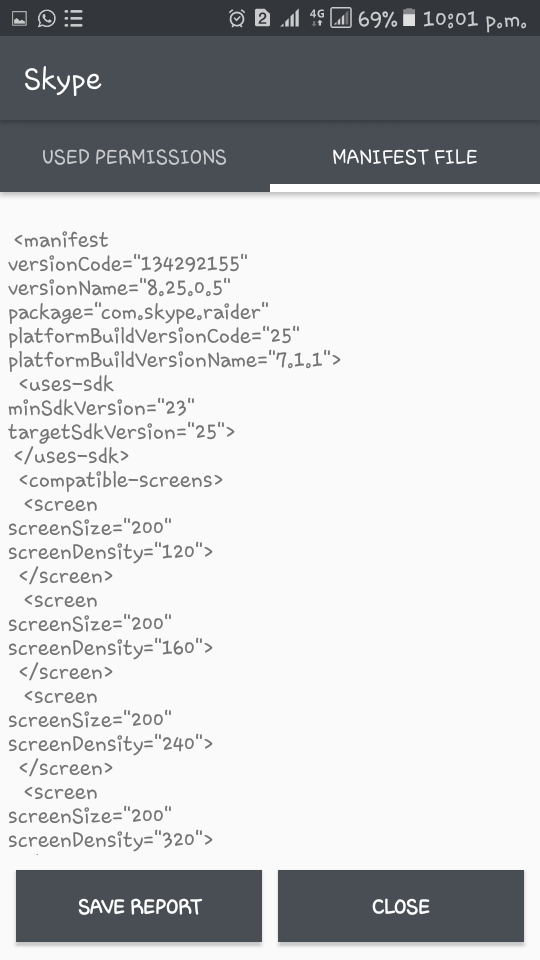 2 4G 69% 10:01 p.m.
Skype
USED PERMISSIONS MANIFEST FILE
<manifest
versionCode="134292155"
versionName="8.25.0.5"
package="com.skype.raider"
platformBuildVersionCode="25"
platformBuildVersionName="7.1.1">
<uses-sdk
minSdkVersion="23"
targetSdkVersion="25">
</uses-sdk>
<compatible-screens>
<screen
screenSize="200"
screenDensity="120">
</screen>
<screen
screenSize="200"
screenDensity="160">
</screen>
<screen
screenSize="200"
screenDensity="240">
</screen>
<screen
screenSize="200"
screenDensity="320">
SAVE REPORT CLOSE